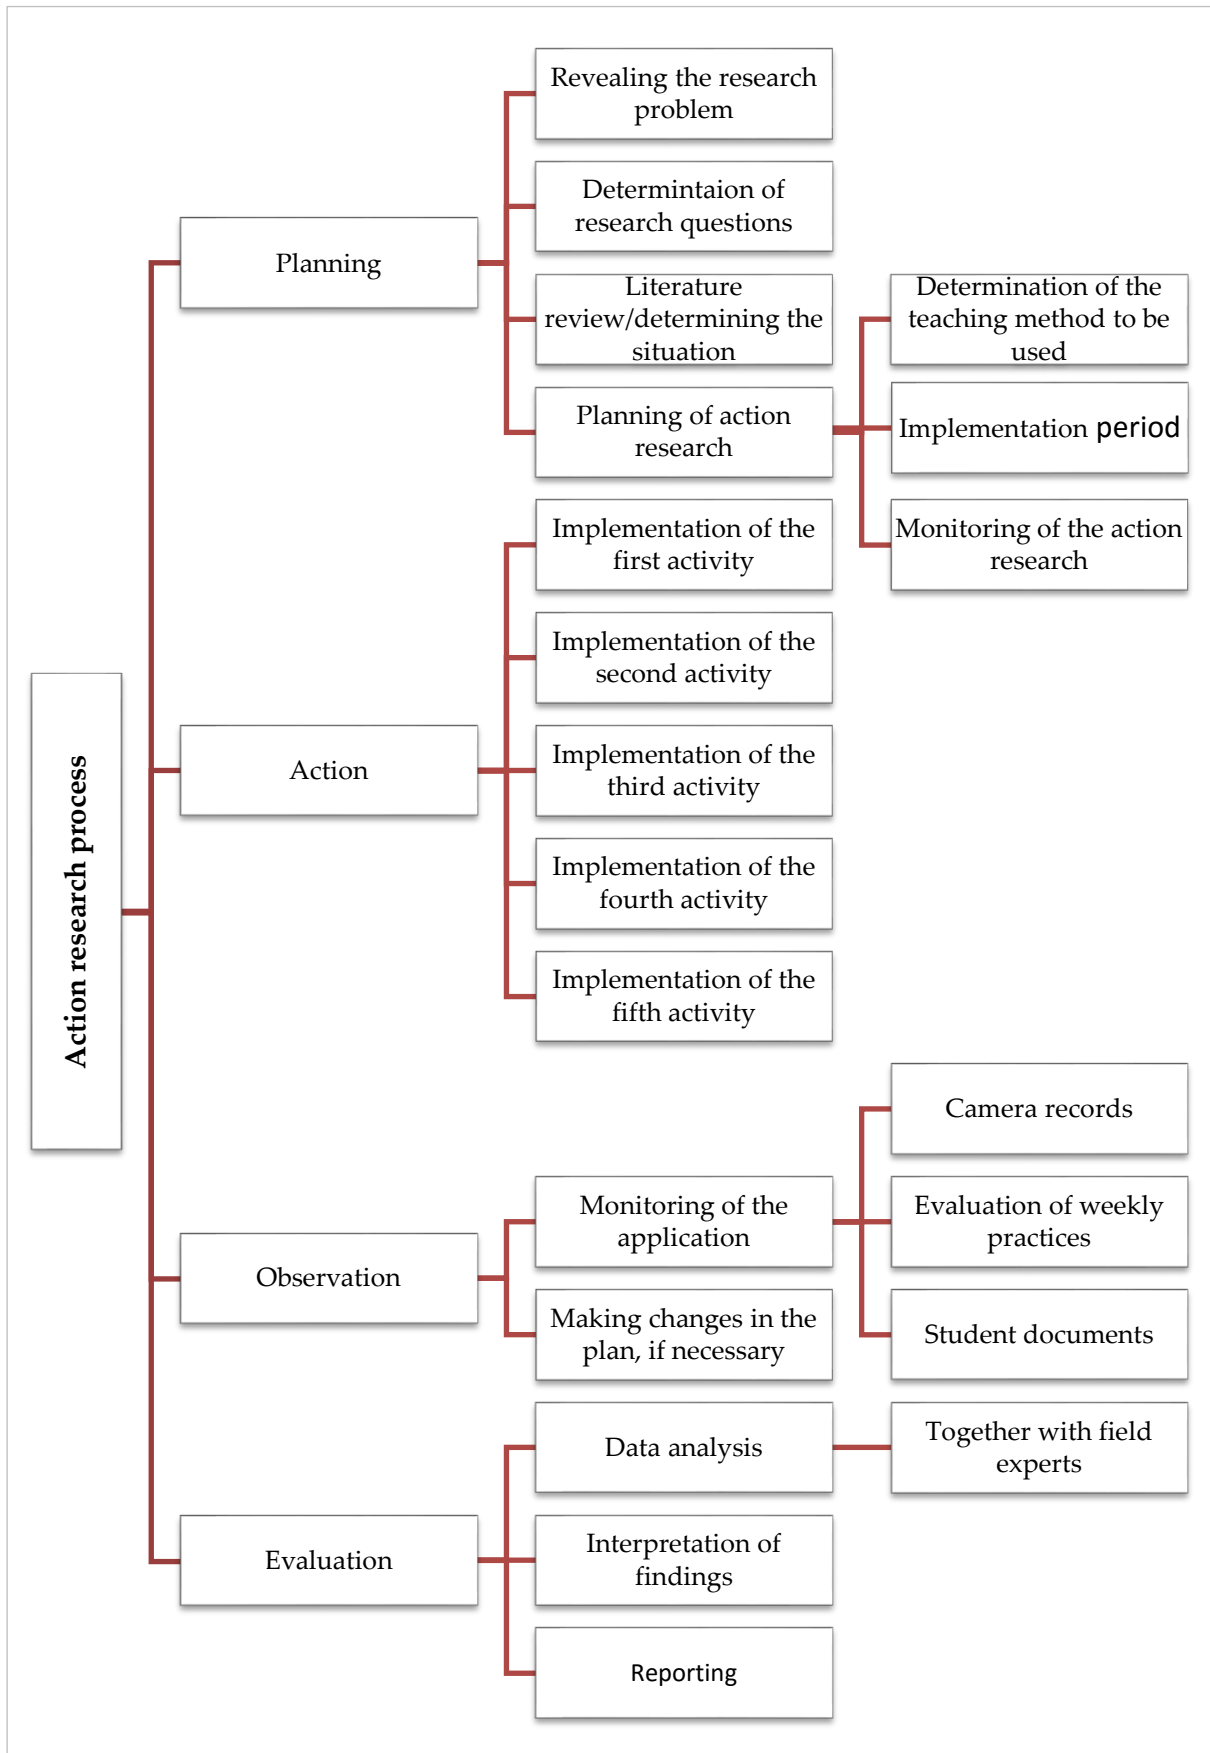 Action research process
Planning
Revealing the research
problem
Determintaion of
research questions
Literature
review/determining the
situation
Planning of action
research
Determination of the
teaching method to be
used
Implementation period
Monitoring of the action
research
Action
Implementation of the
first activity
Implementation of the
second activity
Implementation of the
third activity
Implementation of the
fourth activity
Implementation of the
fifth activity
Observation
Monitoring of the
application
Camera records
Evaluation of weekly
practices
Student documents
Making changes in the
plan, if necessary
Evaluation
Data analysis
Together with field
experts
Interpretation of
findings
Reporting